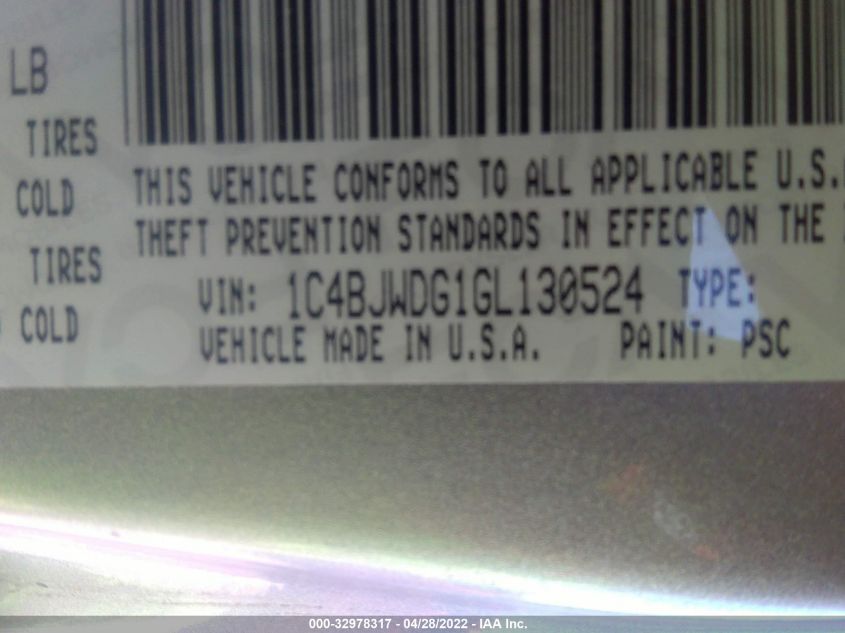 LB
TIRES
COLD
THIS VEHICLE CONFORMS TO ALL APPLICABLE U.S.
THEFT PREVENTION STANDARDS IN EFFECT ON THE
TIRES
VIN: 1C4BJWDG1GL130524 TYPE:
COLD
VEHICLE MADE IN U.S.A. PAINT: PSC
000-32978317 - 04/28/2022 - IAA Inc.